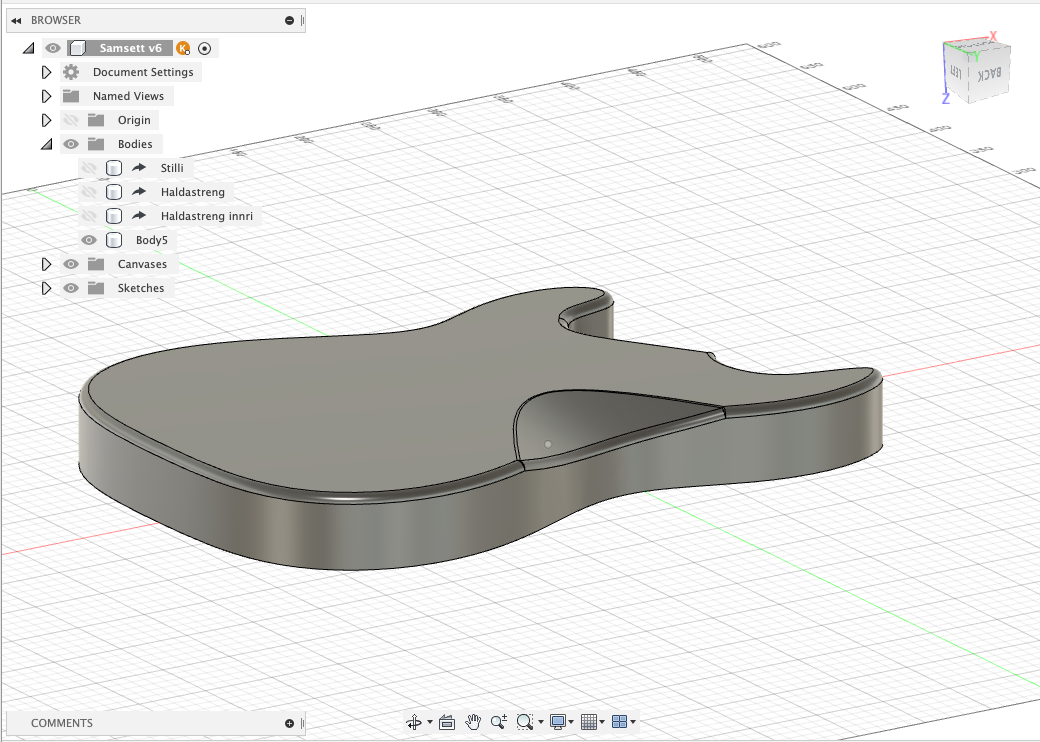 BROWSER
Samsett v6
Document Settings
Named Views
Origin
Bodies
Stilli
Haldastreng
Haldastreng innri
Body5
Canvases
Sketches
COMMENTS
X
Y
LEFT
BACK
Z